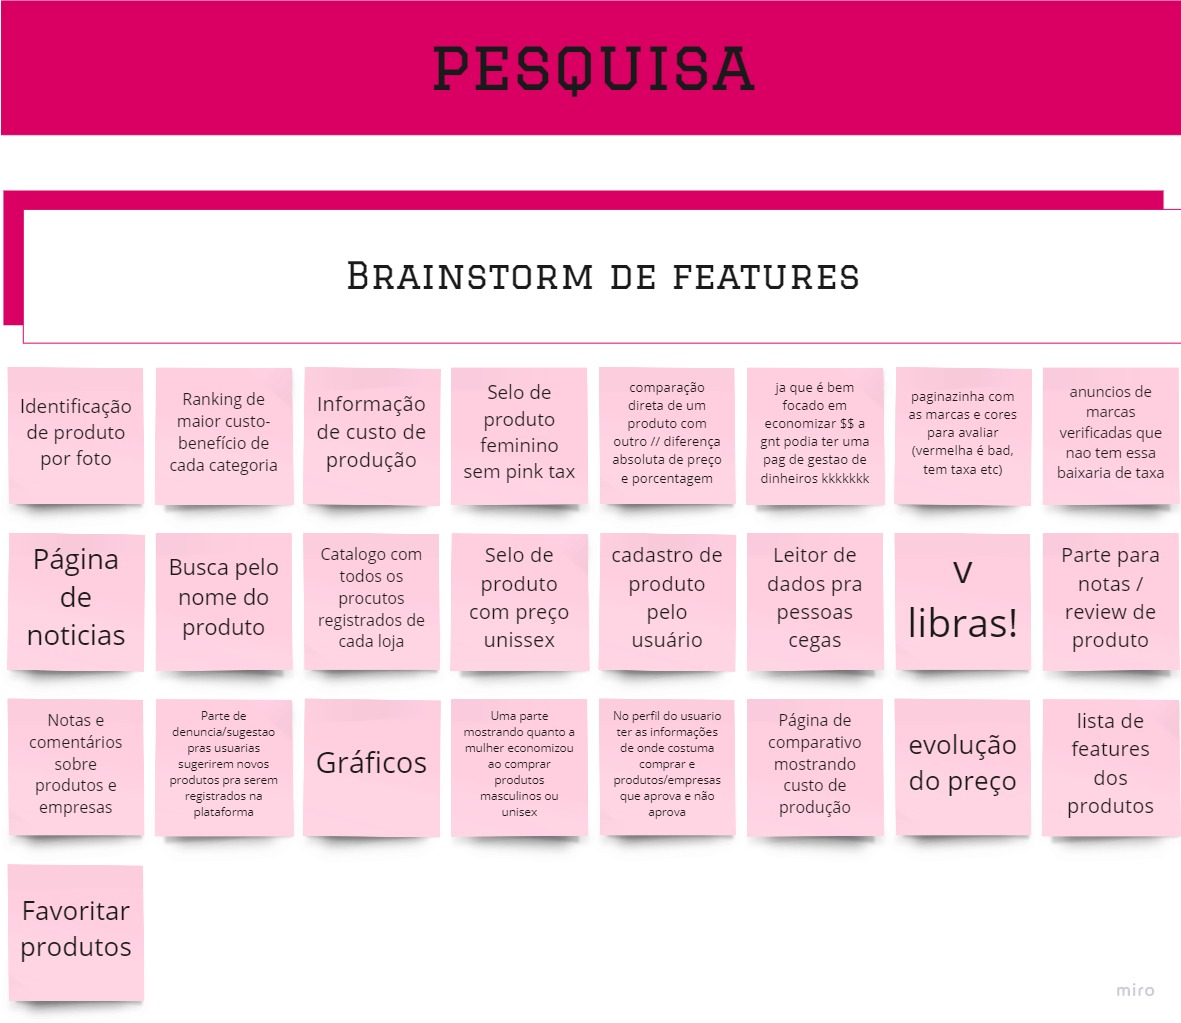 PESQUISA
Brainstorm de features
Identificação
de produto
por foto
Ranking de
maior custo-
benefício de
cada categoria
Informação
de custo de
produção
Selo de
produto
feminino
sem pink tax
comparação
direta de um
produto com
outro // diferença
absoluta de preço
e porcentagem
ja que é bem
focado em
economizar $$ a
gnt podia ter uma
pag de gestao de
dinheiros kkkkkkk
paginazinha com
as marcas e cores
para avaliar
(vermelha é bad,
tem taxa etc)
anuncios de
marcas
verificadas que
nao tem essa
baixaria de taxa
Página
de
noticias
Busca pelo
nome do
produto
Catalogo com
todos os
procutos
registrados de
cada loja
Selo de
produto
com preço
unissex
cadastro de
produto
pelo
usuário
Leitor de
dados pra
pessoas
cegas
v
libras!
Parte para
notas /
review de
produto
Notas e
comentários
sobre
produtos e
empresas
Parte de
denuncia/sugestao
pras usuarias
sugerirem novos
produtos pra serem
registrados na
plataforma
Gráficos
Uma parte
mostrando quanto a
mulher economizou
ao comprar
produtos
masculinos ou
unisex
No perfil do usuario
ter as informações
de onde costuma
comprar e
produtos/empresas
que aprova e não
aprova
Página de
comparativo
mostrando
custo de
produção
evolução
do preço
lista de
features
dos
produtos
Favoritar
produtos
miro